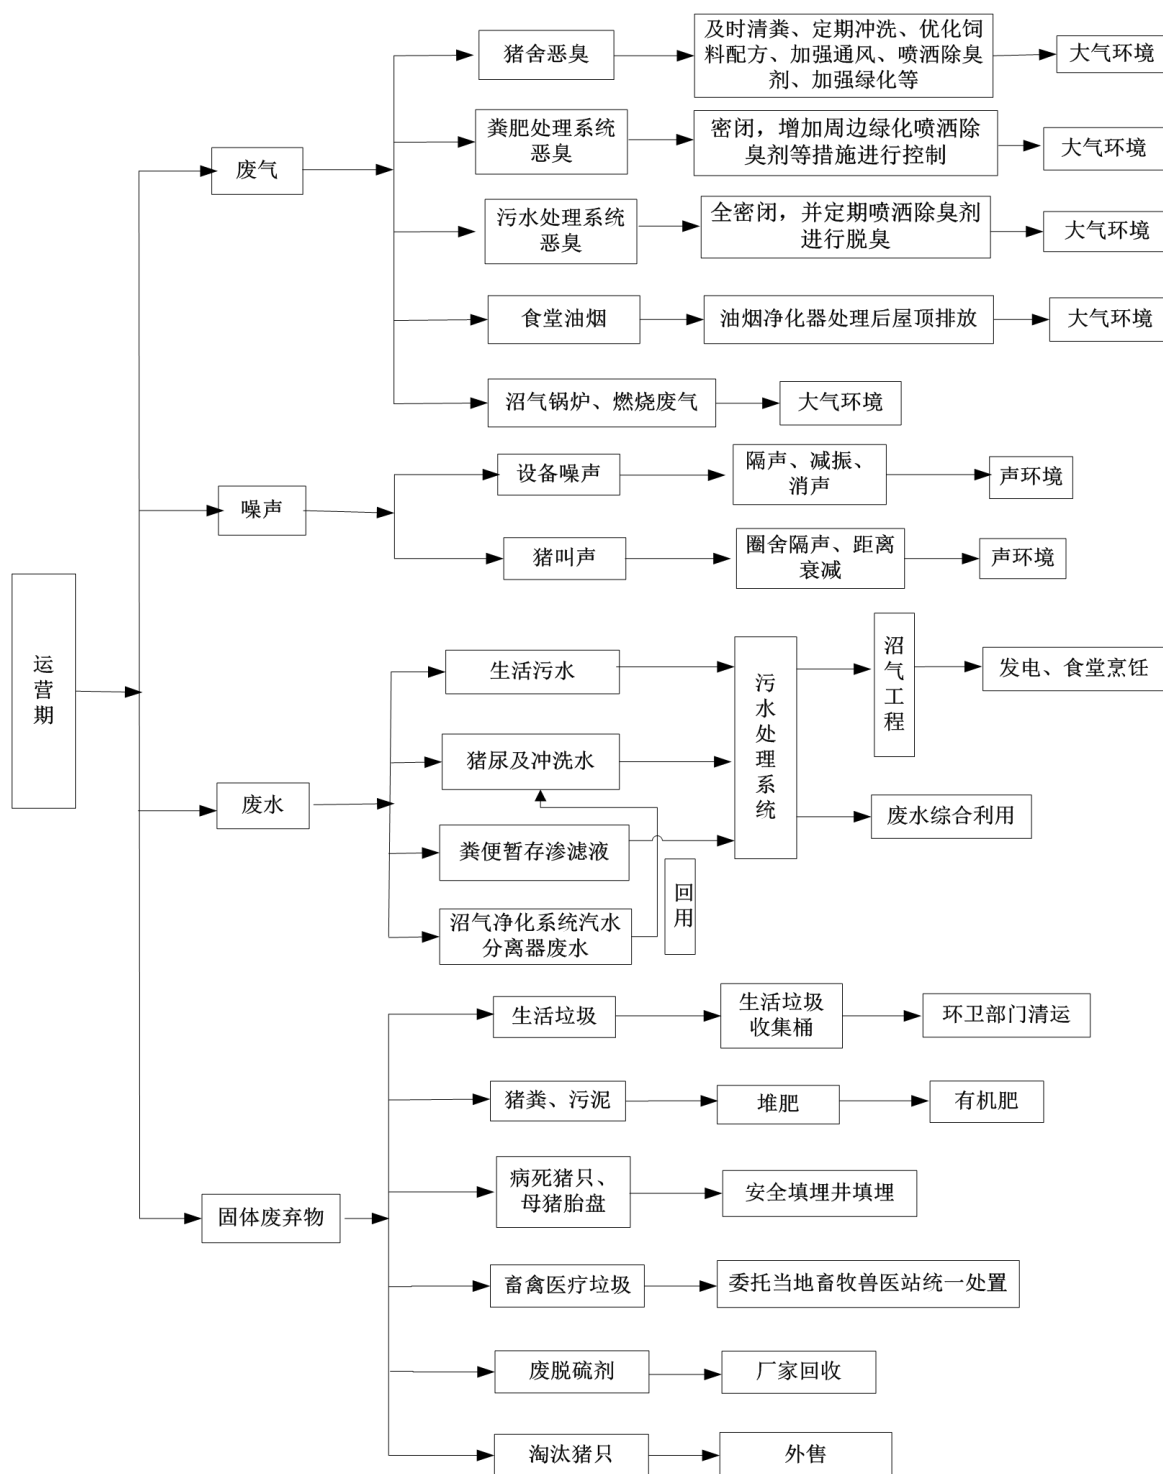 运
营
期
废气
猪舍恶臭
及时清粪、定期冲洗、优化饲
料配方、加强通风、喷洒除臭
剂、加强绿化等
大气环境
粪肥处理系统
恶臭
密闭，增加周边绿化喷洒除
臭剂等措施进行控制
大气环境
污水处理系统
恶臭
全密闭，并定期喷洒除臭剂
进行脱臭
大气环境
食堂油烟
油烟净化器处理后屋顶排放
大气环境
沼气锅炉、燃烧废气
大气环境
噪声
设备噪声
隔声、减振、
消声
声环境
猪叫声
圈舍隔声、距离
衰减
声环境
废水
生活污水
猪尿及冲洗水
粪便暂存渗滤液
沼气净化系统汽水
分离器废水
回
用
污
水
处
理
系
统
沼
气
工
程
发电、食堂烹饪
废水综合利用
固体废弃物
生活垃圾
生活垃圾
收集桶
环卫部门清运
猪粪、污泥
堆肥
有机肥
病死猪只、
母猪胎盘
安全填埋井填埋
畜禽医疗垃圾
委托当地畜牧兽医站统一处置
废脱硫剂
厂家回收
淘汰猪只
外售